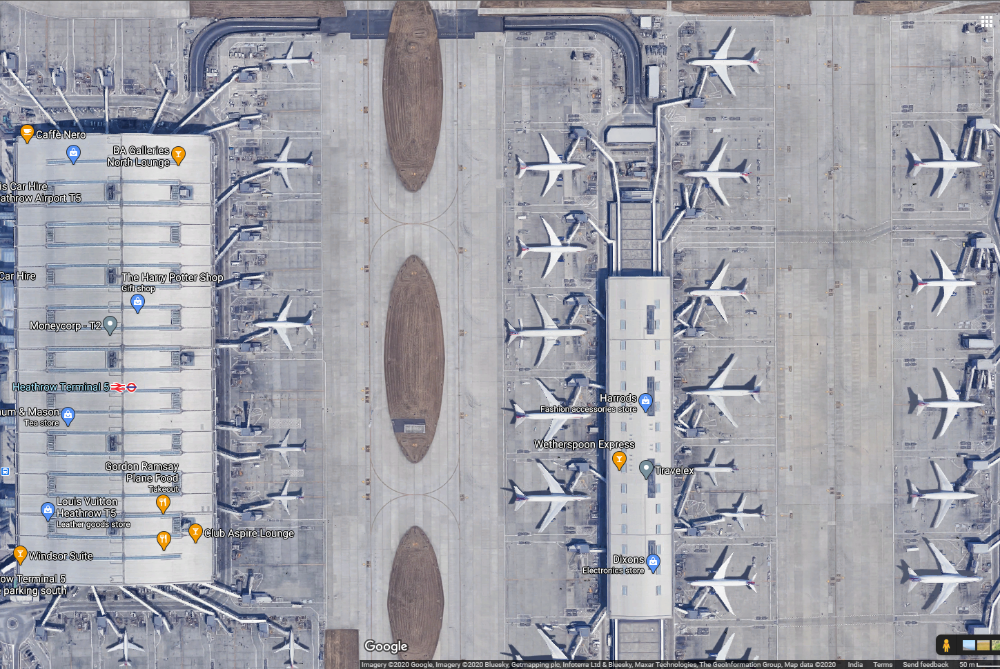 Caffè Nero
BA Galleries
North Lounge
is Car Hire
athrow Airport T5
Car Hire
The Harry Potter Shop
Gift shop
Moneycorp - T2
Heathrow Terminal 5
um & Mason
Tea store
Harrods
Fashion accessories store
Wetherspoon Express
Travelex
Gordon Ramsay
Plane Food
Takeout
Louis Vuitton
Heathrow T5
Leather goods store
Club Aspire Lounge
Windsor Suite
Dixons
Electronics store
ow Terminal 5
parking south
Google
Imagery ©2020 Google, Imagery ©2020 Bluesky, Getmapping plc, Infoterra Ltd & Bluesky, Maxar Technologies, The GeoInformation Group, Map data ©2020 India Terms Send feedback 50 m